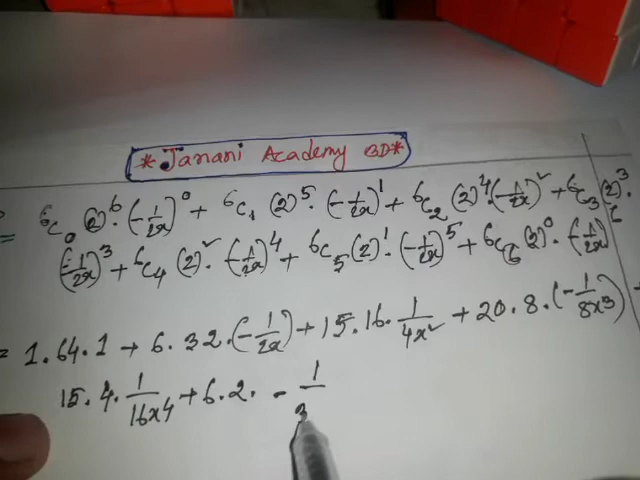 * Janani Academy BD *
⁶C₀ (2)⁶·(-1/2x)⁰ + ⁶C₁ (2)⁵·(-1/2x)¹ + ⁶C₂ (2)⁴·(-1/2x)² + ⁶C₃ (2)³·
(-1/2x)³ + ⁶C₄ (2)²·(-1/2x)⁴ + ⁶C₅ (2)¹·(-1/2x)⁵ + ⁶C₆ (2)⁰·(-1/2x)⁶
= 1.64.1 + 6.32.(-1/2x) + 15.16.1/4x² + 20.8.(-1/8x³) +
15.4.1/16x4 + 6.2.-1/3